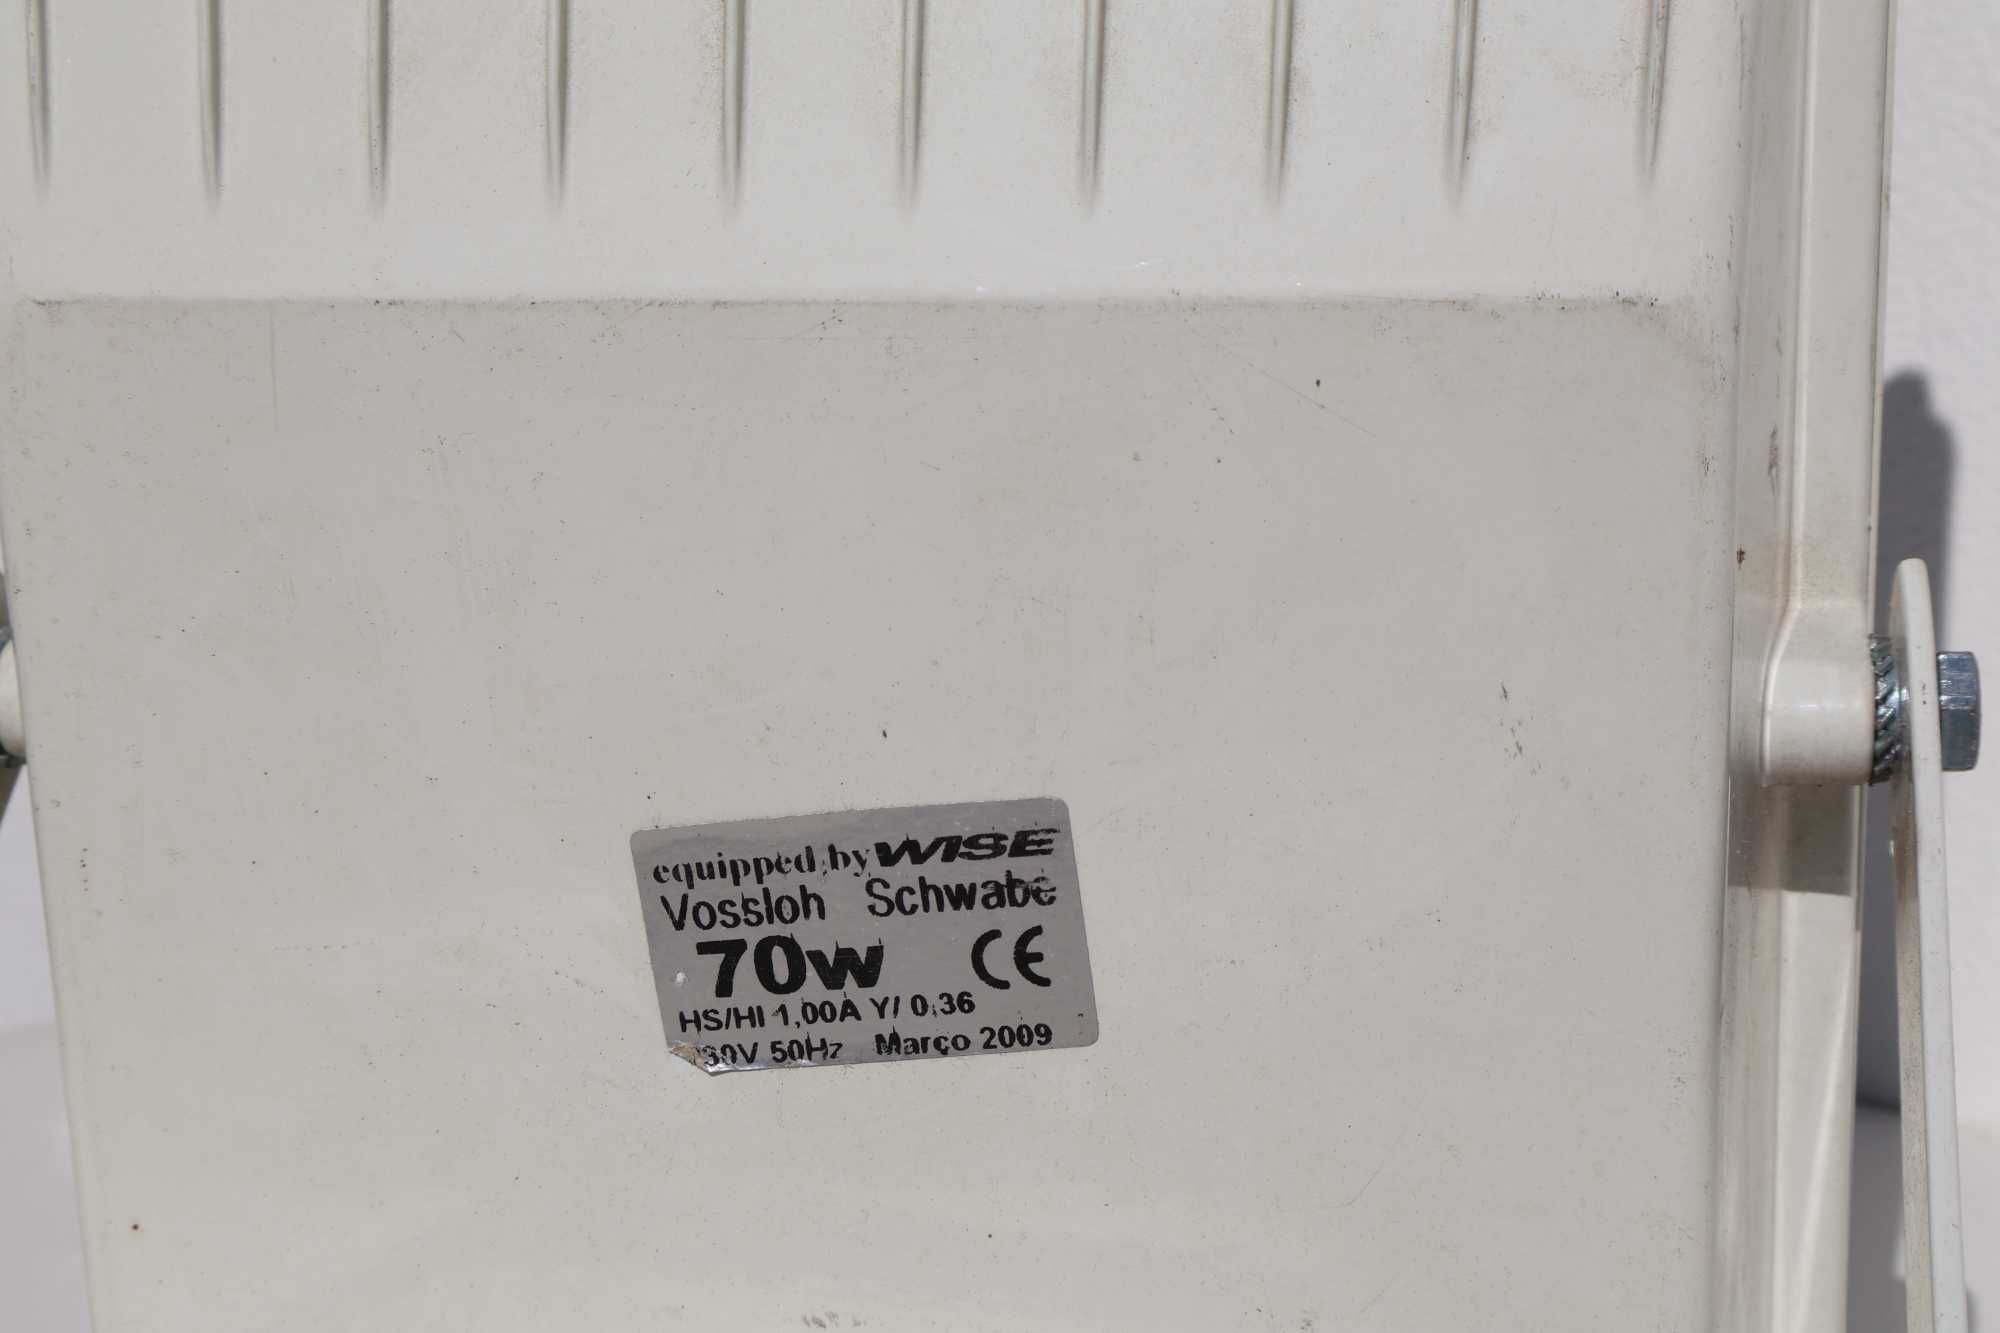 equipped by WISE
Vossloh Schwabe
70w CE
HS/HI 1,00A Y/ 0,36
30V 50Hz Março 2009